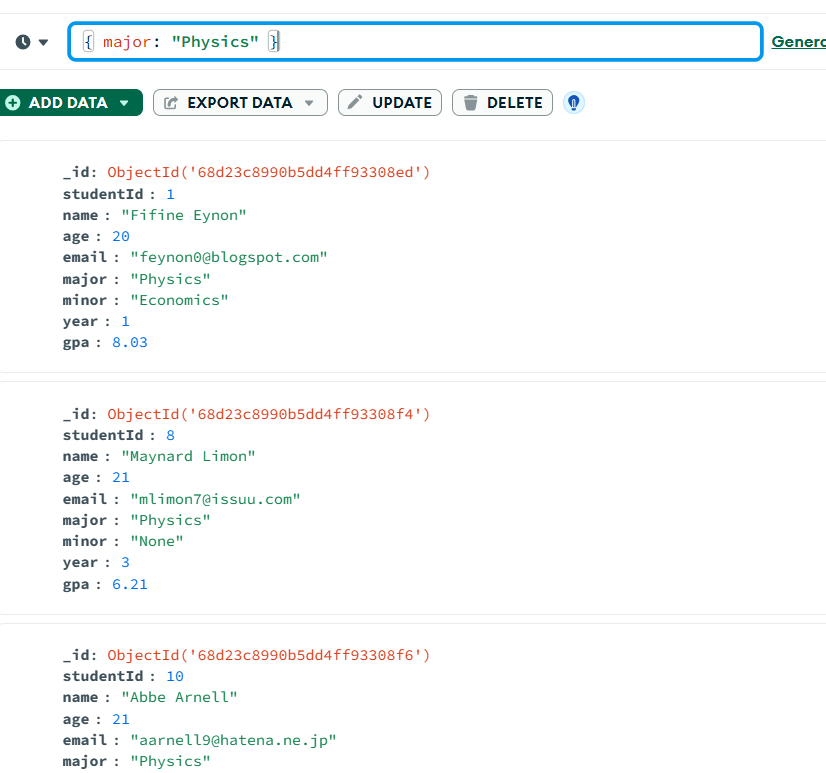 { major: "Physics" }
Genera
ADD DATA
EXPORT DATA
UPDATE
DELETE
_id: ObjectId('68d23c8990b5dd4ff93308ed')
studentId : 1
name : "Fifine Eynon"
age : 20
email : "feynon0@blogspot.com"
major : "Physics"
minor : "Economics"
year : 1
gpa : 8.03
_id: ObjectId('68d23c8990b5dd4ff93308f4')
studentId : 8
name : "Maynard Limon"
age : 21
email : "mlimon7@issuu.com"
major : "Physics"
minor : "None"
year : 3
gpa : 6.21
_id: ObjectId('68d23c8990b5dd4ff93308f6')
studentId : 10
name : "Abbe Arnell"
age : 21
email : "aarnell9@hatena.ne.jp"
major : "Physics"